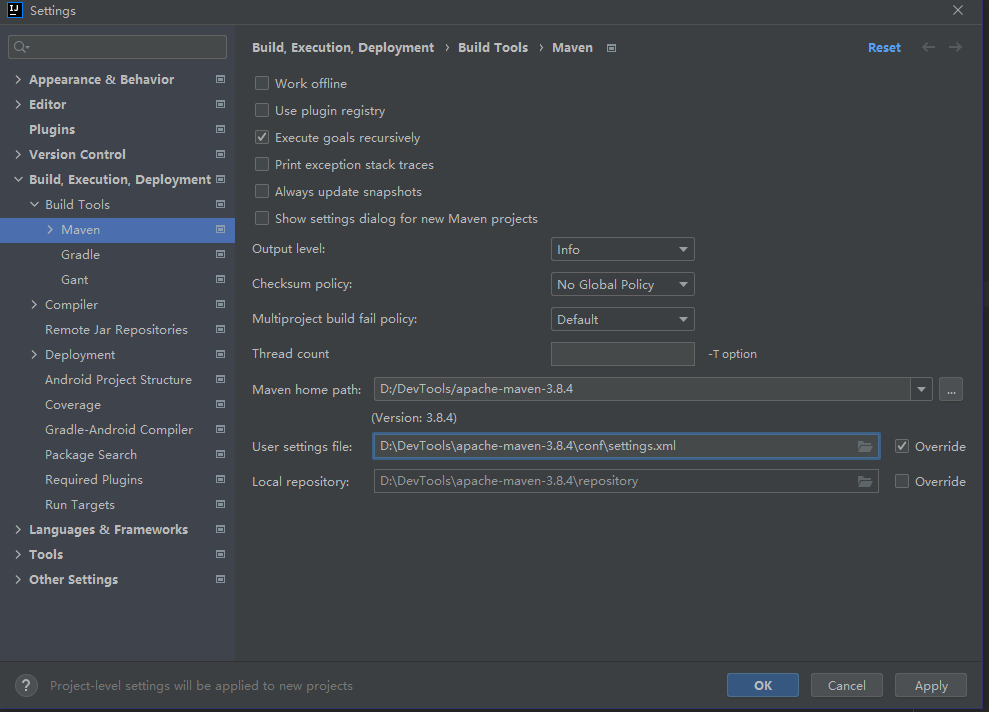 Settings
Appearance & Behavior
Editor
Plugins
Version Control
Build, Execution, Deployment
Build Tools
Maven
Gradle
Gant
Compiler
Remote Jar Repositories
Deployment
Android Project Structure
Coverage
Gradle-Android Compiler
Package Search
Required Plugins
Run Targets
Languages & Frameworks
Tools
Other Settings
Build, Execution, Deployment › Build Tools › Maven
Reset
Work offline
Use plugin registry
Execute goals recursively
Print exception stack traces
Always update snapshots
Show settings dialog for new Maven projects
Output level: Info
Checksum policy: No Global Policy
Multiproject build fail policy: Default
Thread count -T option
Maven home path: D:/DevTools/apache-maven-3.8.4 ...
(Version: 3.8.4)
User settings file: D:\DevTools\apache-maven-3.8.4\conf\settings.xml Override
Local repository: D:\DevTools\apache-maven-3.8.4\repository Override
? Project-level settings will be applied to new projects
OK Cancel Apply